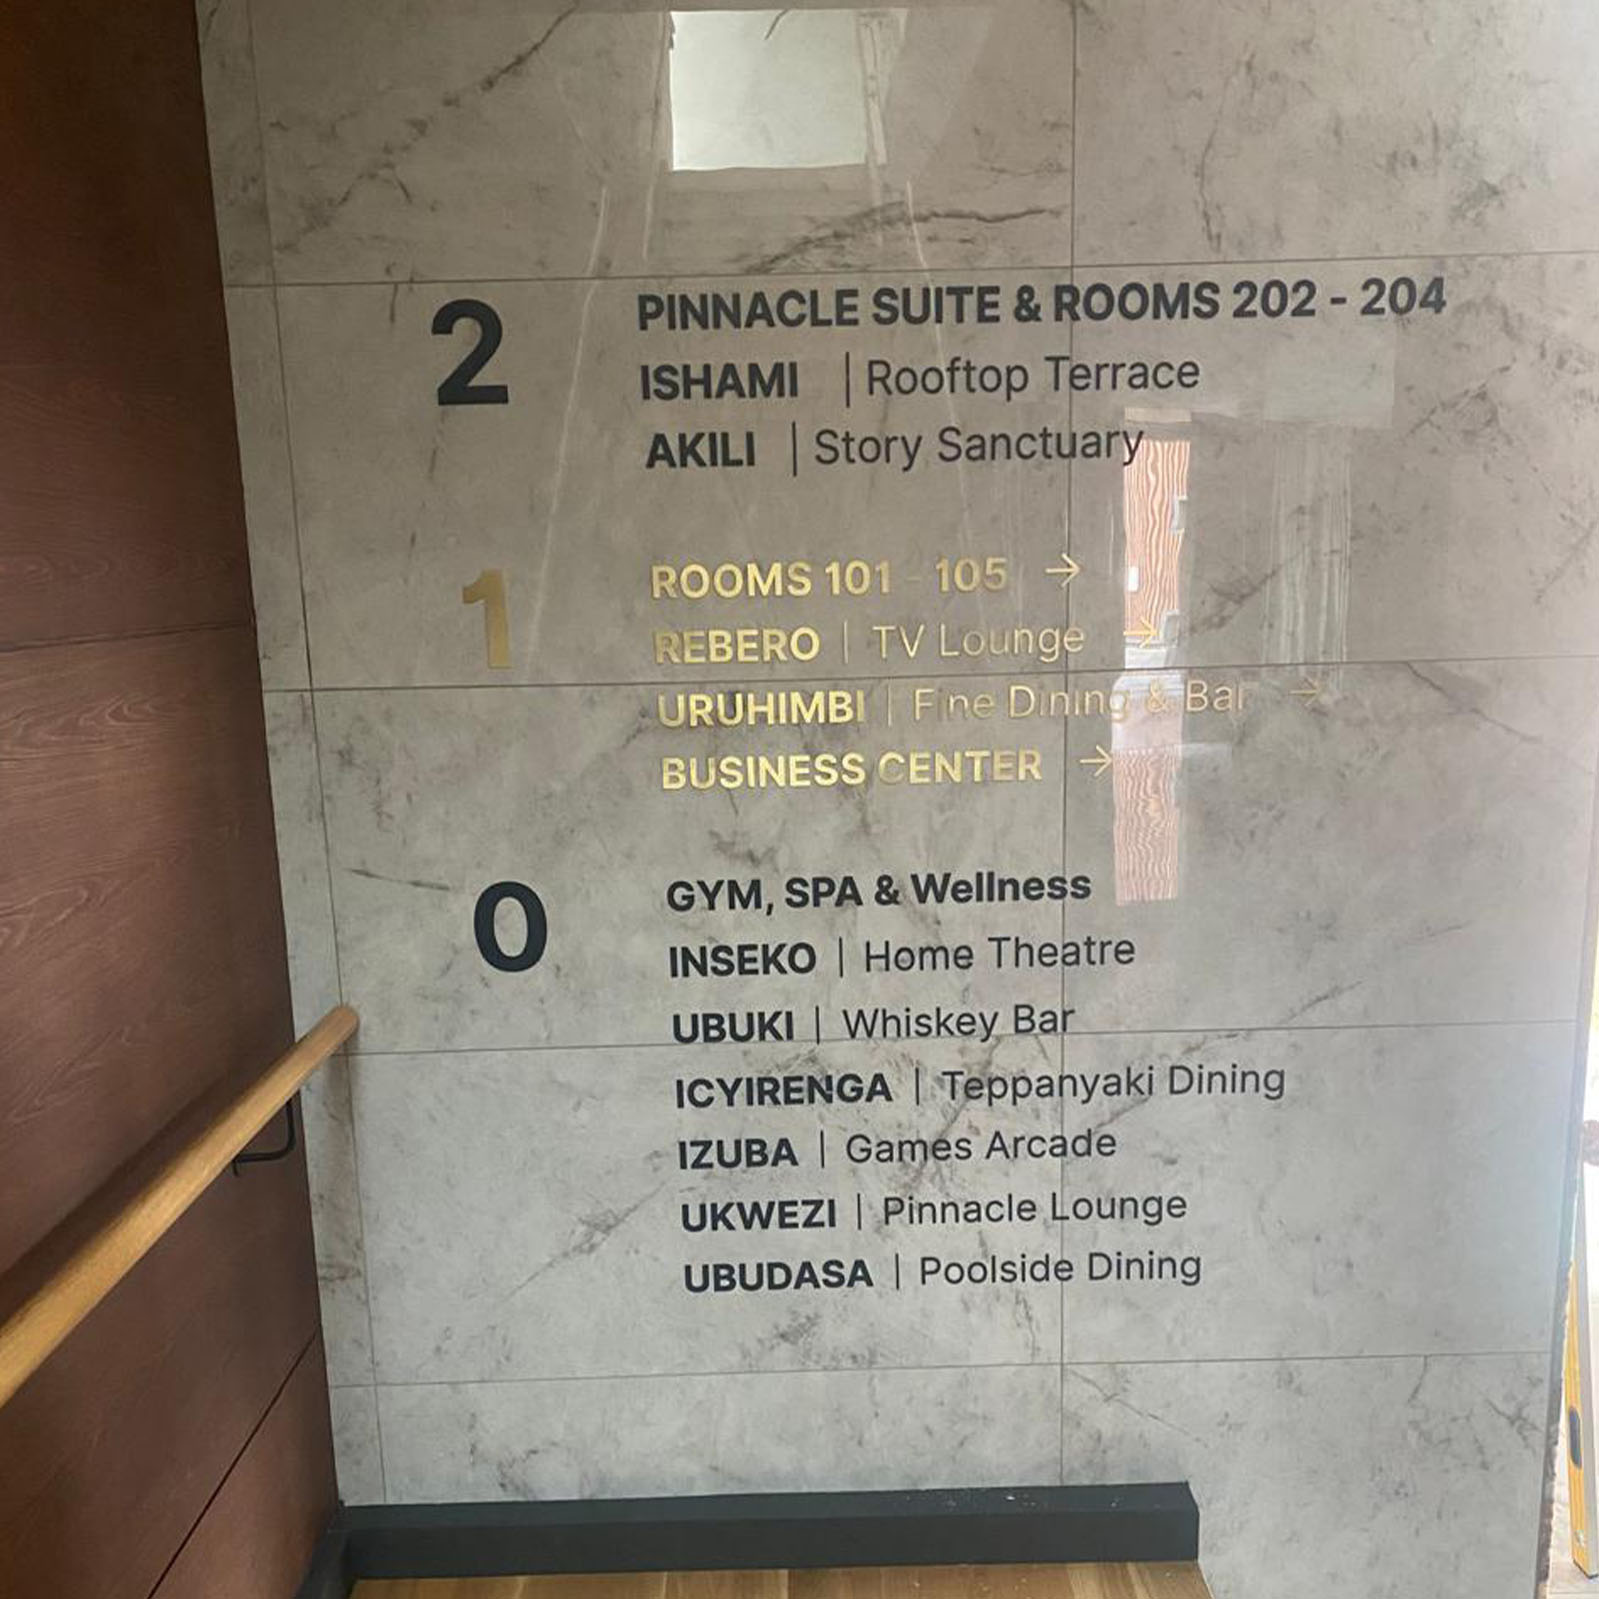 2
PINNACLE SUITE & ROOMS 202 - 204
ISHAMI | Rooftop Terrace
AKILI | Story Sanctuary
1
ROOMS 101 - 105 →
REBERO | TV Lounge →
URUHIMBI | Fine Dining & Bar →
BUSINESS CENTER →
0
GYM, SPA & Wellness
INSEKO | Home Theatre
UBUKI | Whiskey Bar
ICYIRENGA | Teppanyaki Dining
IZUBA | Games Arcade
UKWEZI | Pinnacle Lounge
UBUDASA | Poolside Dining